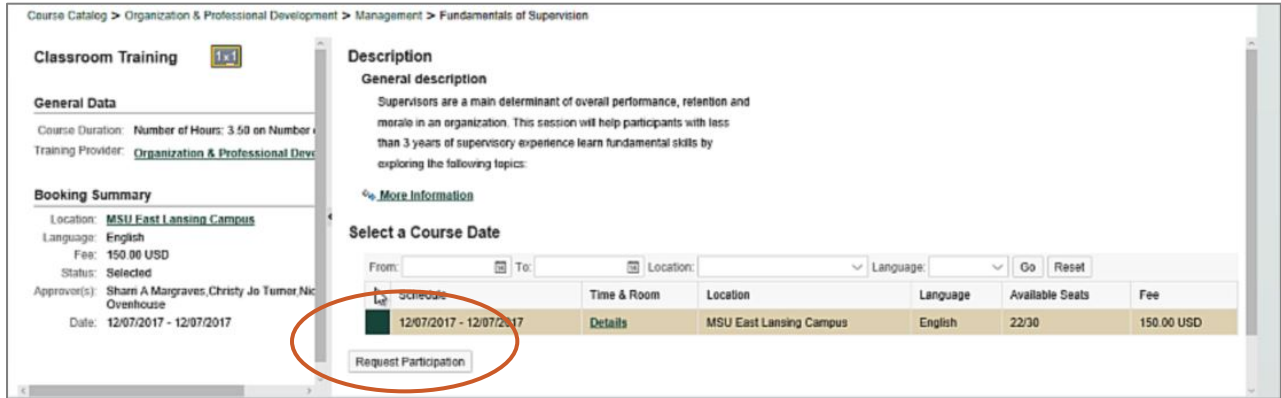 Course Catalog > Organization & Professional Development > Management > Fundamentals of Supervision
Classroom Training
1x1
General Data
Course Duration: Number of Hours: 3.50 on Number
Training Provider: Organization & Professional Deve
Booking Summary
Location: MSU East Lansing Campus
Language: English
Fee: 150.00 USD
Status: Selected
Approver(s): Sharri A Margraves,Christy Jo Turner,Nic
Ovenhouse
Date: 12/07/2017 - 12/07/2017
Description
General description
Supervisors are a main determinant of overall performance, retention and
morale in an organization. This session will help participants with less
than 3 years of supervisory experience learn fundamental skills by
exploring the following topics:
More Information
Select a Course Date
From: To: Location: Language: Go Reset
Schedule Time & Room Location Language Available Seats Fee
12/07/2017 - 12/07/2017 Details MSU East Lansing Campus English 22/30 150.00 USD
Request Participation